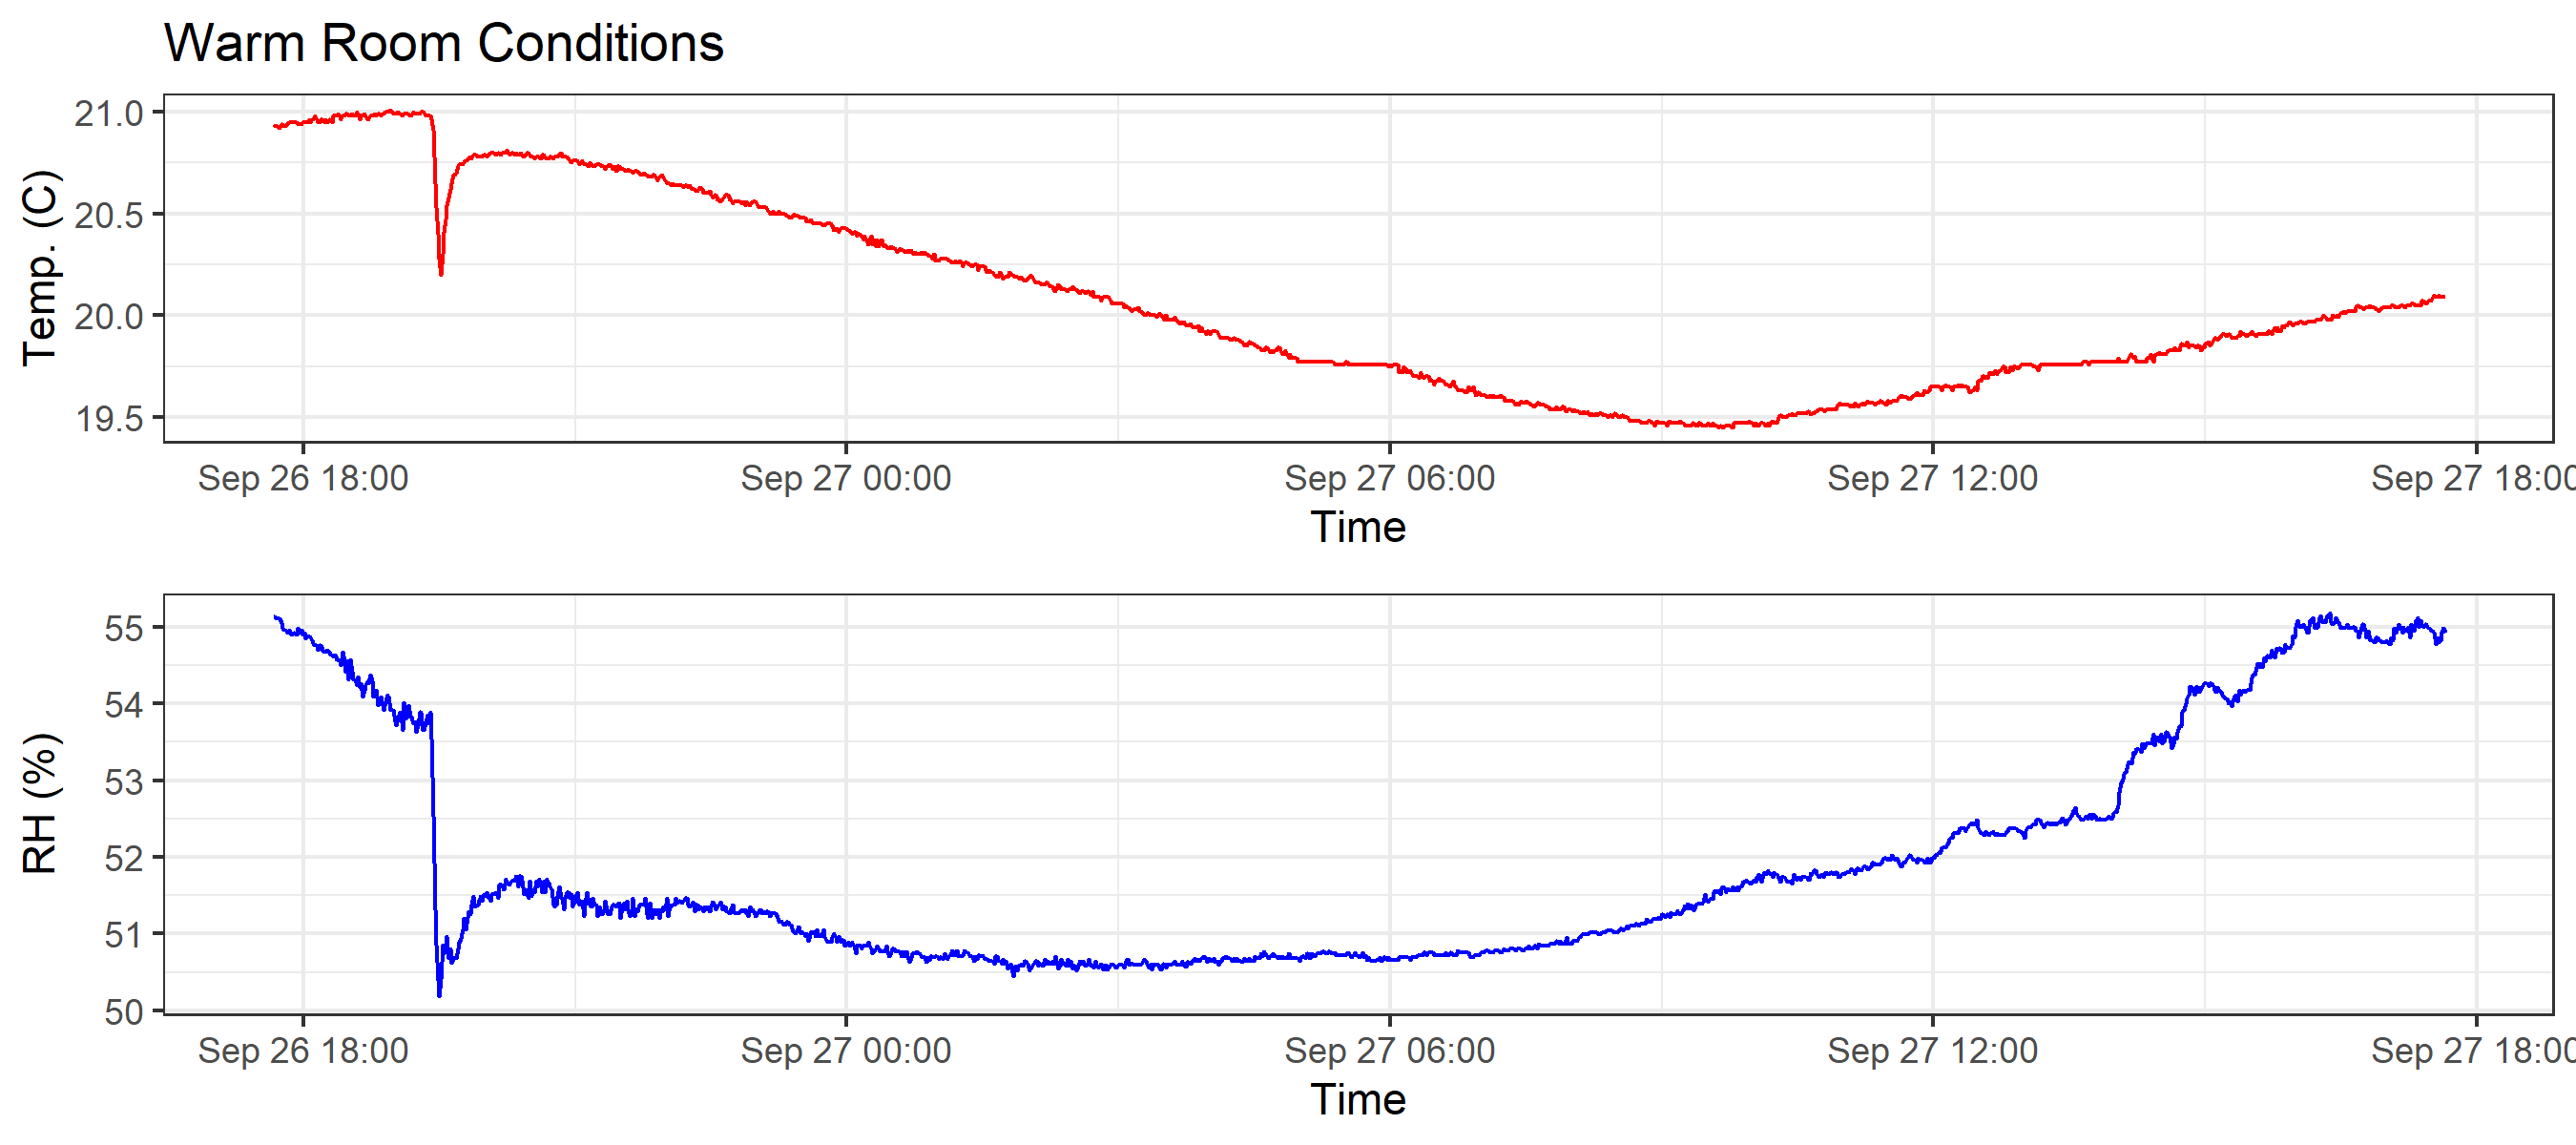 Warm Room Conditions
21.0
20.5
20.0
19.5
Temp. (C)
Sep 26 18:00 Sep 27 00:00 Sep 27 06:00 Sep 27 12:00 Sep 27 18:00
Time
55
54
53
52
51
50
RH (%)
Sep 26 18:00 Sep 27 00:00 Sep 27 06:00 Sep 27 12:00 Sep 27 18:00
Time